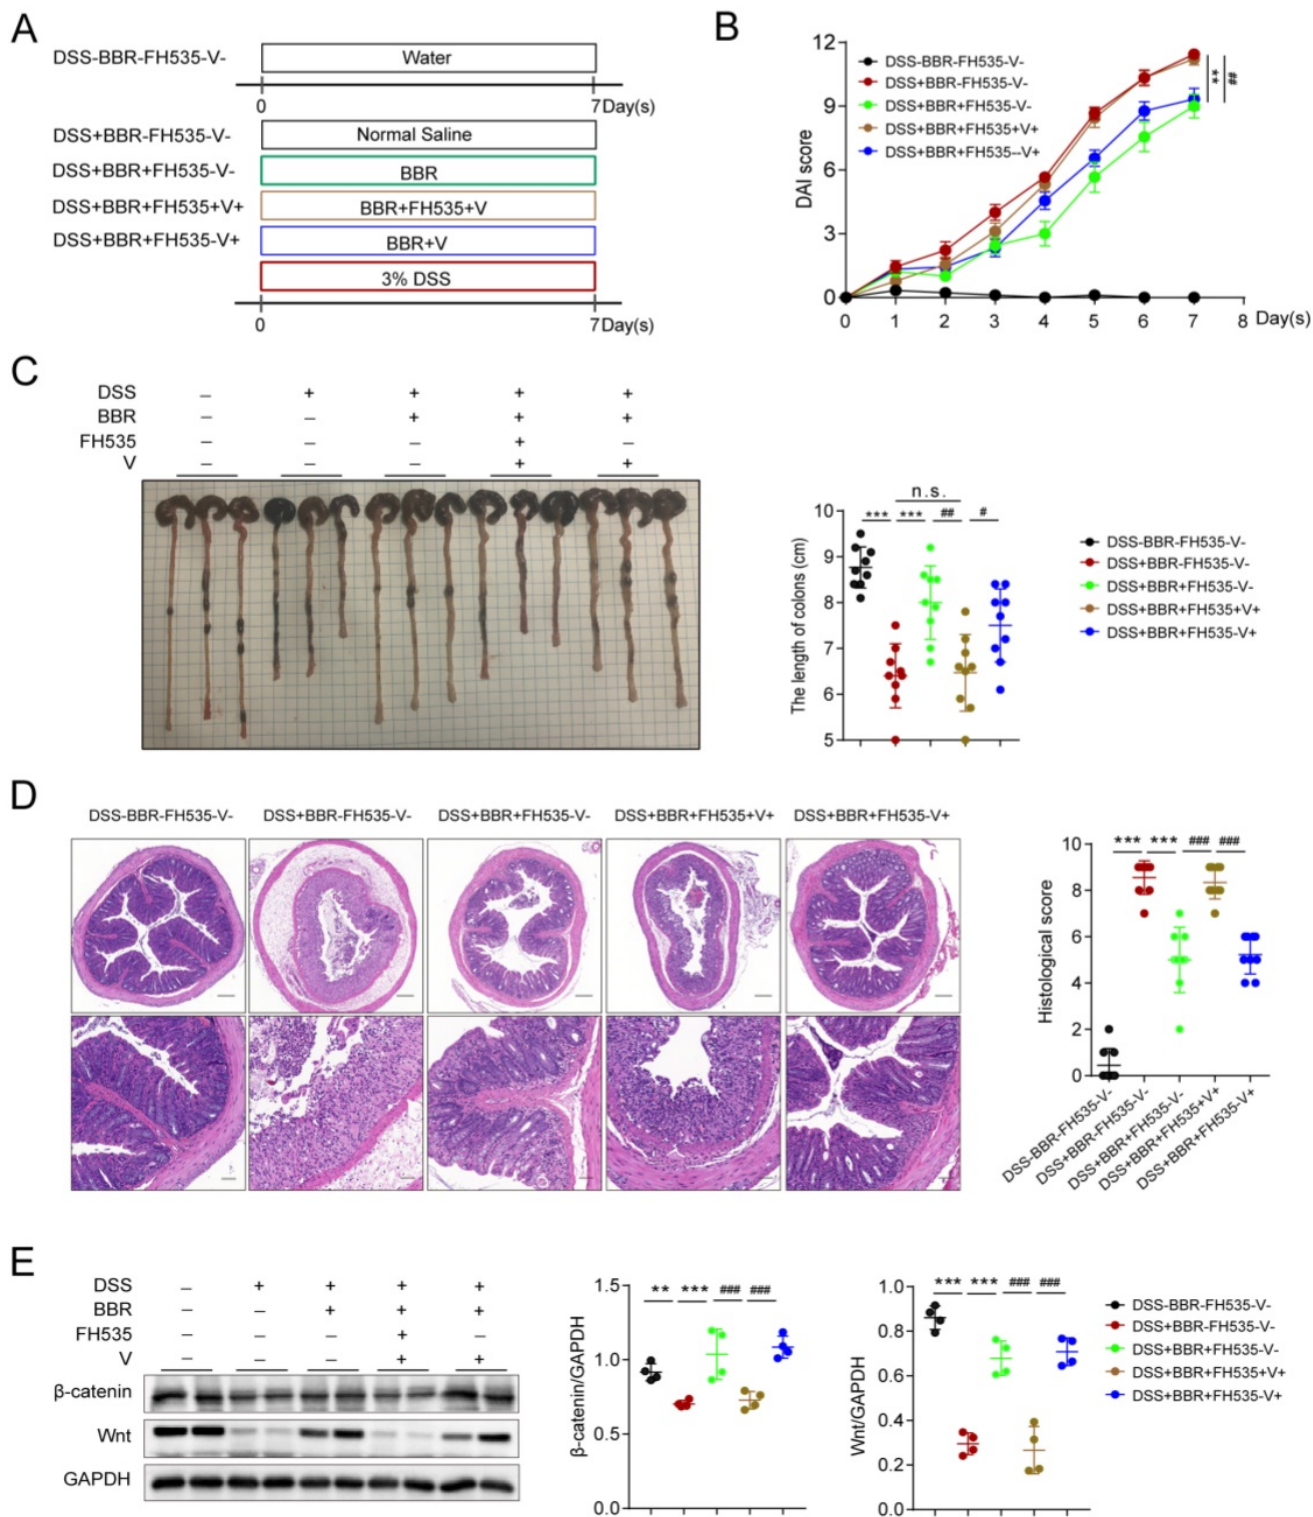 A
DSS-BBR-FH535-V-
Water
0
7Day(s)
DSS+BBR-FH535-V-
Normal Saline
DSS+BBR+FH535-V-
BBR
DSS+BBR+FH535+V+
BBR+FH535+V
DSS+BBR+FH535-V+
BBR+V
3% DSS
0
7Day(s)
B
DAI score
12
9
6
3
0
0 1 2 3 4 5 6 7 8 Day(s)
DSS-BBR-FH535-V-
DSS+BBR-FH535-V-
DSS+BBR+FH535-V-
DSS+BBR+FH535+V+
DSS+BBR+FH535--V+
**
##
C
DSS – + + + +
BBR – – + + +
FH535 – – – + –
V – – – + +
The length of colons (cm)
10
9
8
7
6
5
n.s.
*** *** ## #
DSS-BBR-FH535-V-
DSS+BBR-FH535-V-
DSS+BBR+FH535-V-
DSS+BBR+FH535+V+
DSS+BBR+FH535-V+
D
DSS-BBR-FH535-V- DSS+BBR-FH535-V- DSS+BBR+FH535-V- DSS+BBR+FH535+V+ DSS+BBR+FH535-V+
Histological score
10
8
6
4
2
0
*** *** ### ###
DSS-BBR-FH535-V-
DSS+BBR-FH535-V-
DSS+BBR+FH535-V-
DSS+BBR+FH535+V+
DSS+BBR+FH535-V+
E
DSS – + + + +
BBR – – + + +
FH535 – – – + –
V – – – + +
β-catenin
Wnt
GAPDH
β-catenin/GAPDH
1.5
1.0
0.5
0.0
** *** ### ###
Wnt/GAPDH
1.0
0.8
0.6
0.4
0.2
0.0
*** *** ### ###
DSS-BBR-FH535-V-
DSS+BBR-FH535-V-
DSS+BBR+FH535-V-
DSS+BBR+FH535+V+
DSS+BBR+FH535-V+